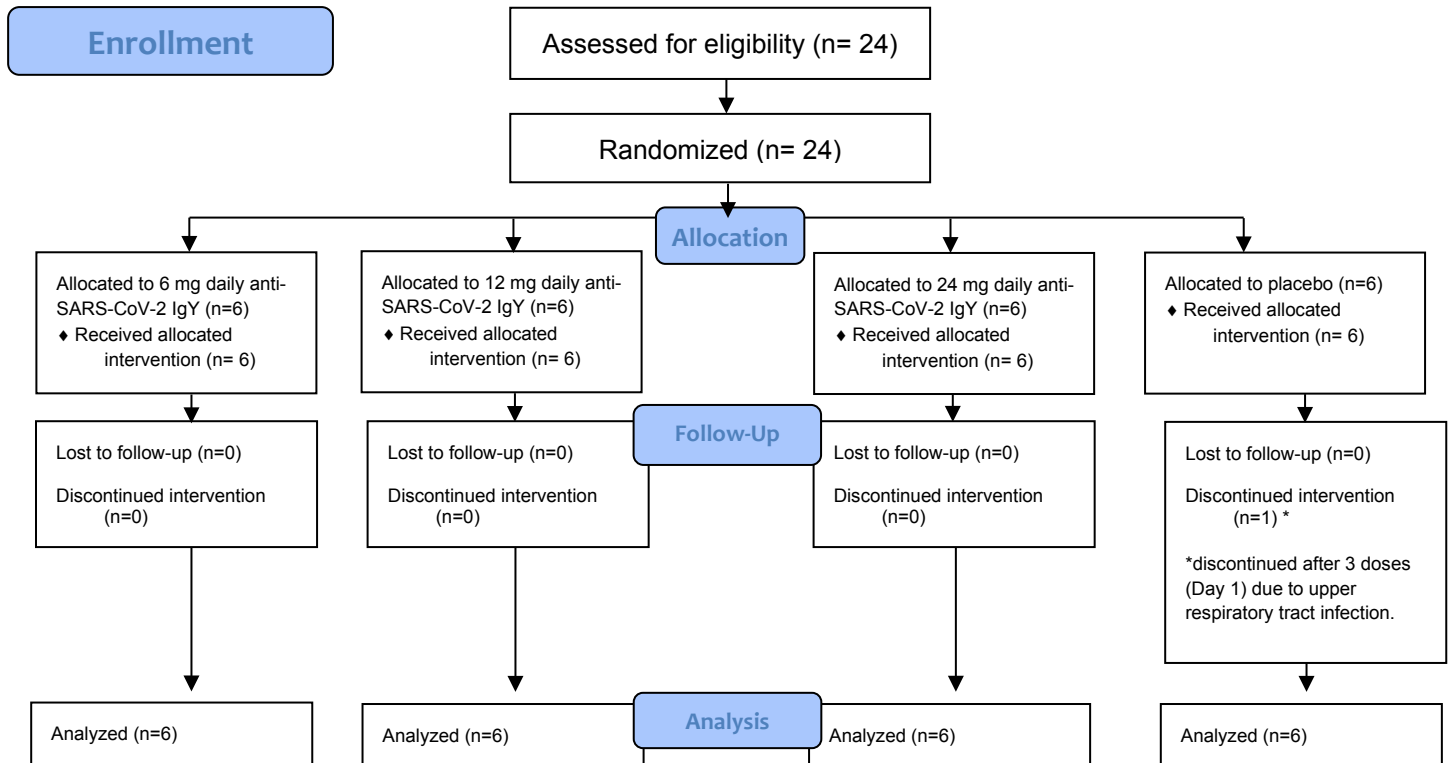 Enrollment
Assessed for eligibility (n= 24)
Randomized (n= 24)
Allocation
Allocated to 6 mg daily anti-
SARS-CoV-2 IgY (n=6)
♦ Received allocated
intervention (n= 6)
Allocated to 12 mg daily anti-
SARS-CoV-2 IgY (n=6)
♦ Received allocated
intervention (n= 6)
Allocated to 24 mg daily anti-
SARS-CoV-2 IgY (n=6)
♦ Received allocated
intervention (n= 6)
Allocated to placebo (n=6)
♦ Received allocated
intervention (n= 6)
Follow-Up
Lost to follow-up (n=0)
Discontinued intervention
(n=0)
Lost to follow-up (n=0)
Discontinued intervention
(n=0)
Lost to follow-up (n=0)
Discontinued intervention
(n=0)
Lost to follow-up (n=0)
Discontinued intervention
(n=1) *
*discontinued after 3 doses
(Day 1) due to upper
respiratory tract infection.
Analysis
Analyzed (n=6)
Analyzed (n=6)
Analyzed (n=6)
Analyzed (n=6)